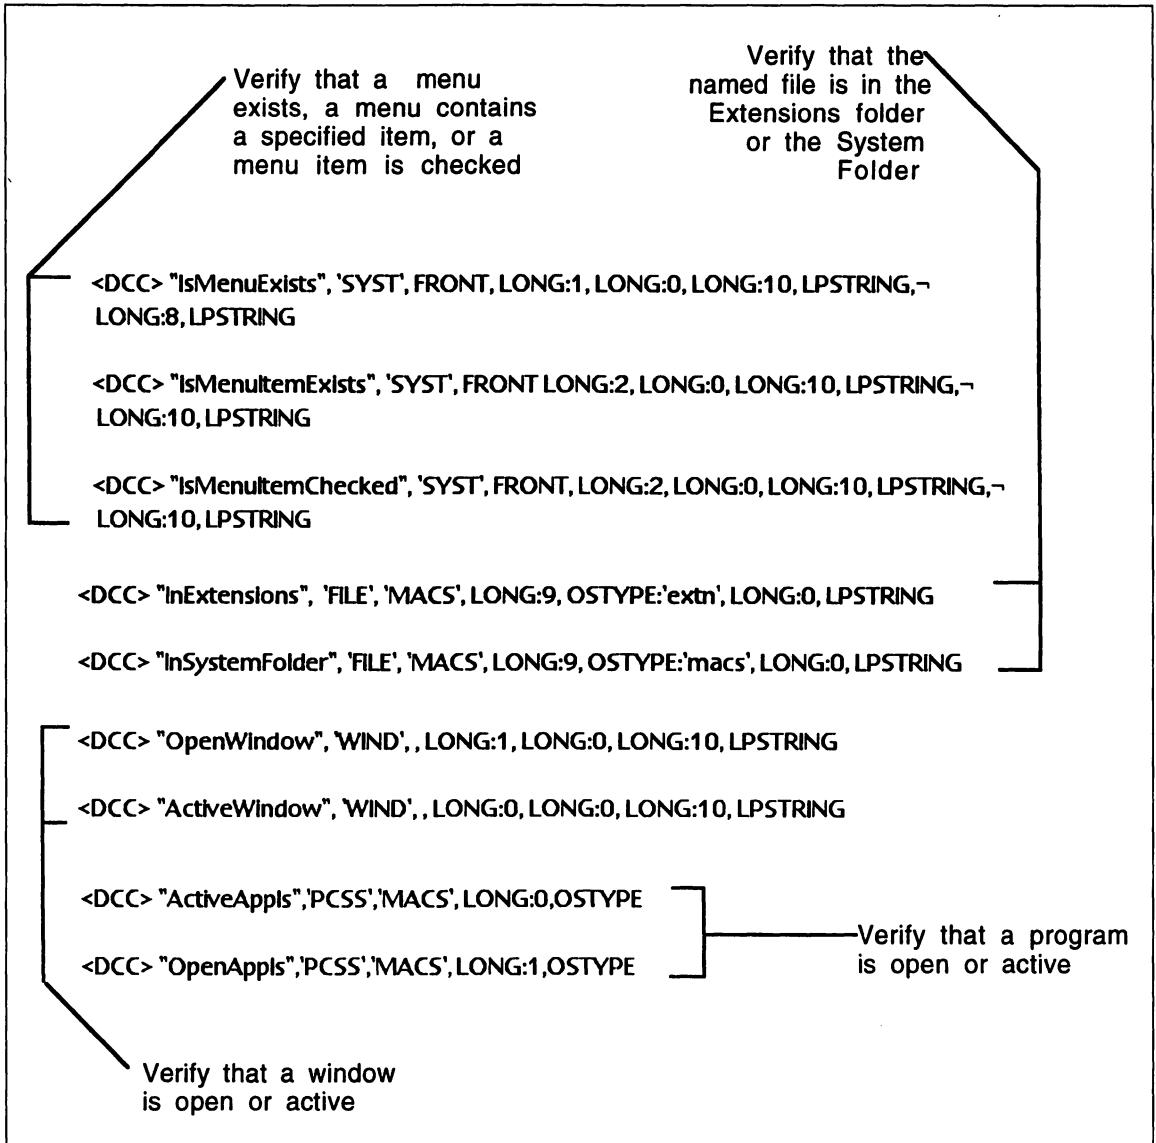 Verify that a menu
exists, a menu contains
a specified item, or a
menu item is checked
Verify that the
named file is in the
Extensions folder
or the System
Folder
<DCC> "IsMenuExists", 'SYST', FRONT, LONG:1, LONG:0, LONG:10, LPSTRING,¬
LONG:8, LPSTRING
<DCC> "IsMenuItemExists", 'SYST', FRONT LONG:2, LONG:0, LONG:10, LPSTRING,¬
LONG:10, LPSTRING
<DCC> "IsMenuItemChecked", 'SYST', FRONT, LONG:2, LONG:0, LONG:10, LPSTRING,¬
LONG:10, LPSTRING
<DCC> "InExtensions", 'FILE', 'MACS', LONG:9, OSTYPE:'extn', LONG:0, LPSTRING
<DCC> "InSystemFolder", 'FILE', 'MACS', LONG:9, OSTYPE:'macs', LONG:0, LPSTRING
<DCC> "OpenWindow", 'WIND', , LONG:1, LONG:0, LONG:10, LPSTRING
<DCC> "ActiveWindow", 'WIND', , LONG:0, LONG:0, LONG:10, LPSTRING
<DCC> "ActiveAppls",'PCSS','MACS', LONG:0,OSTYPE
<DCC> "OpenAppls",'PCSS','MACS', LONG:1,OSTYPE
Verify that a program
is open or active
Verify that a window
is open or active